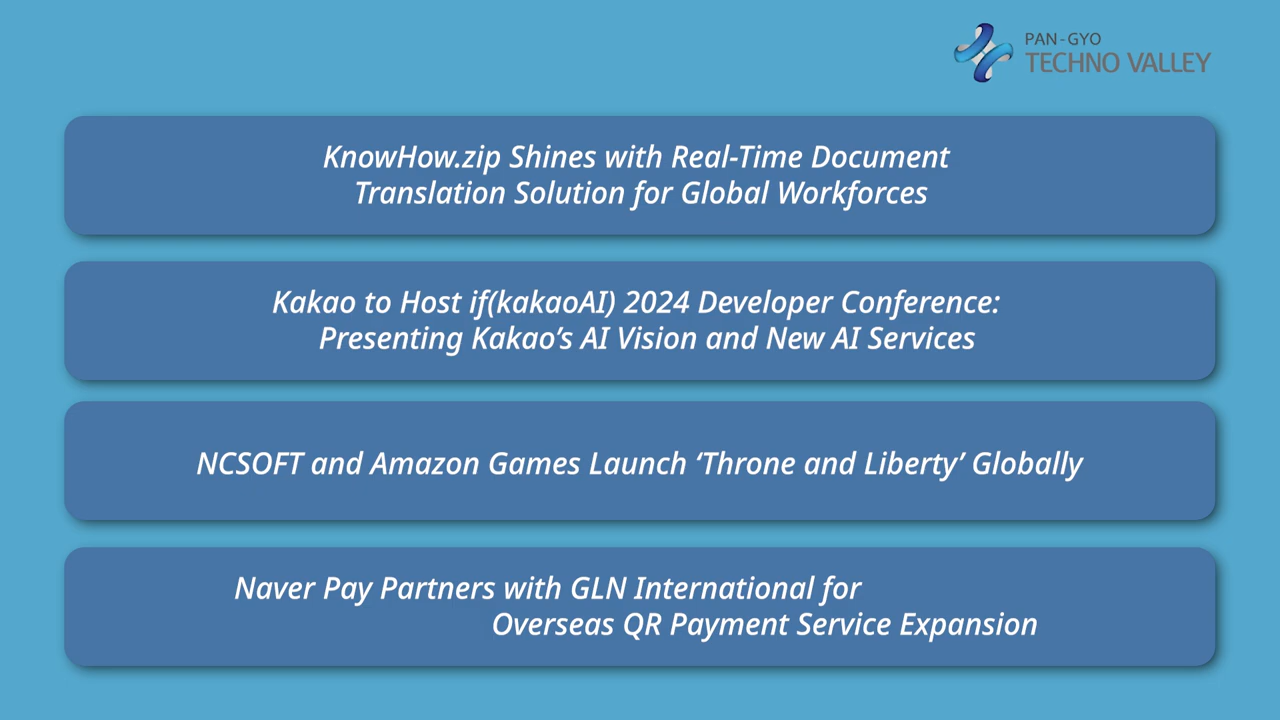 PAN-GYO
TECHNO VALLEY
KnowHow.zip Shines with Real-Time Document
Translation Solution for Global Workforces
Kakao to Host if(kakaoAI) 2024 Developer Conference:
Presenting Kakao’s AI Vision and New AI Services
NCSOFT and Amazon Games Launch ‘Throne and Liberty’ Globally
Naver Pay Partners with GLN International for
Overseas QR Payment Service Expansion